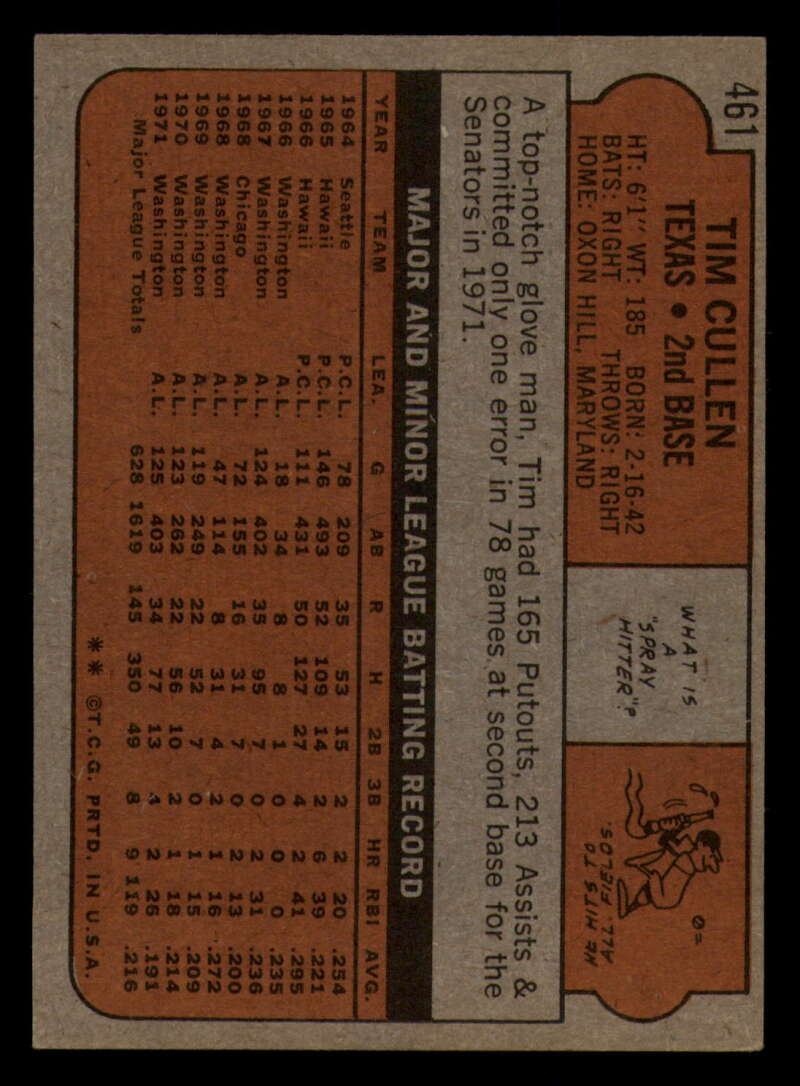 461
TIM CULLEN
TEXAS • 2nd BASE
HT: 6'1" WT: 185 BORN: 2-16-42
BATS: RIGHT THROWS: RIGHT
HOME: OXON HILL, MARYLAND
WHAT IS
A
"SPRAY
HITTER"?
HE HITS TO
ALL FIELDS.
A top-notch glove man, Tim had 165 Putouts, 213 Assists &
committed only one error in 78 games at second base for the
Senators in 1971.
MAJOR AND MINOR LEAGUE BATTING RECORD
YEAR TEAM LEA. G AB R H 2B 3B HR RBI AVG.
1964 Seattle P.C.L. 78 209 35 53 15 2 2 20 .254
1965 Hawaii P.C.L. 146 493 52 109 14 2 6 39 .221
1966 Hawaii P.C.L. 111 431 50 127 27 4 2 41 .295
1966 Washington A.L. 18 34 8 8 1 0 0 0 .235
1967 Washington A.L. 124 402 35 95 7 0 2 31 .236
1968 Chicago A.L. 72 155 16 31 7 0 2 13 .200
1968 Washington A.L. 47 114 8 31 4 2 1 16 .272
1969 Washington A.L. 119 249 22 52 7 0 1 15 .209
1970 Washington A.L. 123 262 22 56 10 2 1 18 .214
1971 Washington A.L. 125 403 34 77 13 4 2 26 .191
Major League Totals 628 1619 145 350 49 8 9 119 .216
** ©T.C.G. PRTD. IN U.S.A.